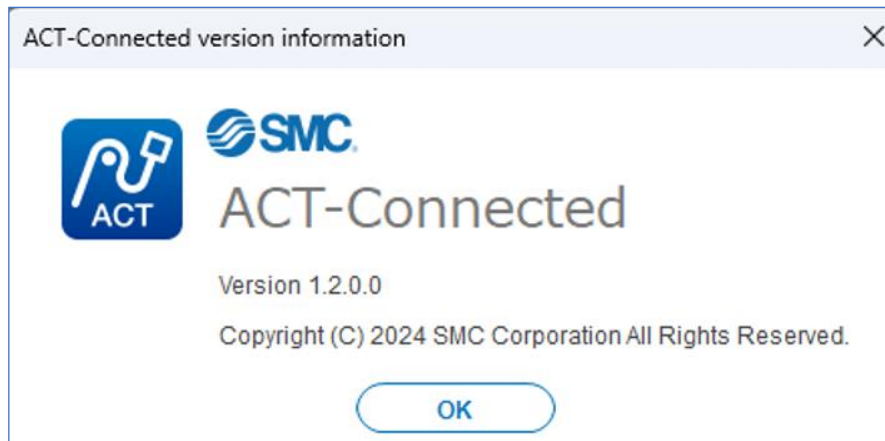 ACT-Connected version information
SMC.
ACT
ACT-Connected
Version 1.2.0.0
Copyright (C) 2024 SMC Corporation All Rights Reserved.
OK